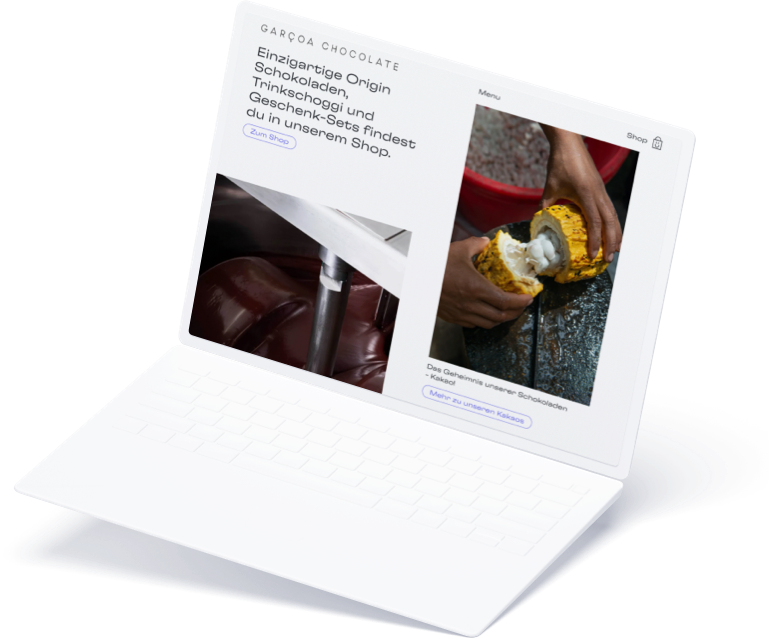 GARÇOA CHOCOLATE
Einzigartige Origin
Schokoladen,
Trinkschoggi und
Geschenk-Sets findest
du in unserem Shop.
Zum Shop
Menu
Shop
Das Geheimnis unserer Schokoladen
- Kakao!
Mehr zu unseren Kakaos